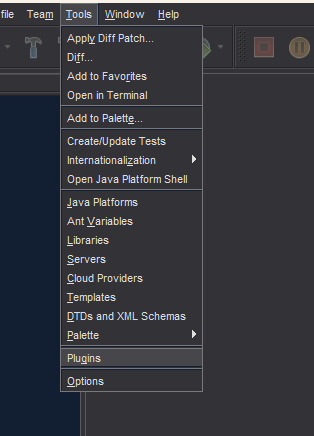 file Team Tools Window Help
Apply Diff Patch...
Diff...
Add to Favorites
Open in Terminal
Add to Palette...
Create/Update Tests
Internationalization
Open Java Platform Shell
Java Platforms
Ant Variables
Libraries
Servers
Cloud Providers
Templates
DTDs and XML Schemas
Palette
Plugins
Options